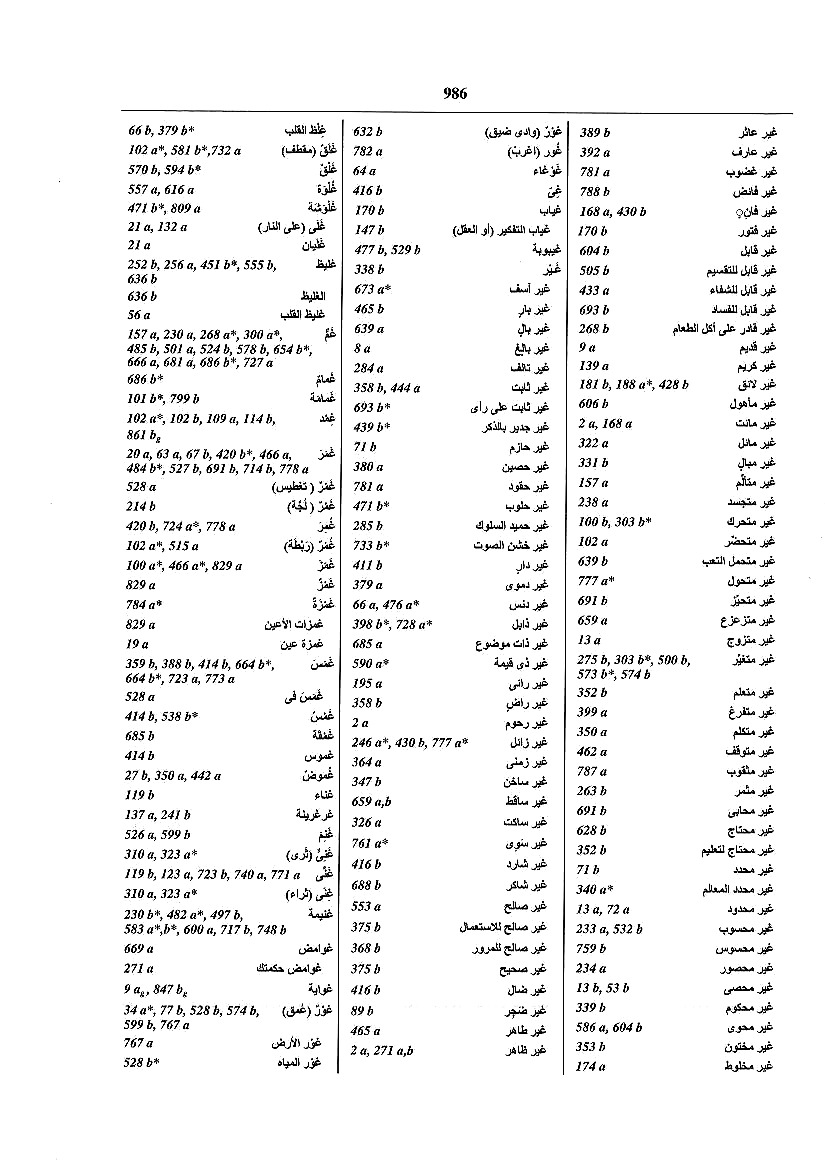 986
66 b, 379 b* غِلَظ القلب
102 a*, 581 b*,732 a غَلْق (مقطف)
570 b, 594 b* غَلْقٌ
557 a, 616 a غُلْوَة
471 b*, 809 a غَلْوَشَة
21 a, 132 a غَلَى (على النار)
21 a غَلَيان
252 b, 256 a, 451 b*, 555 b, غليظ
636 b
636 b الغليظ
56 a غليظ القلب
157 a, 230 a, 268 a*, 300 a*, غَمٌّ
485 b, 501 a, 524 b, 578 b, 654 b*,
666 a, 681 a, 686 b*, 727 a
686 b* غَمَامٌ
101 b*, 799 b غَمَامَة
102 a*, 102 b, 109 a, 114 b, غِمْد
861 bg
20 a, 63 a, 67 b, 420 b*, 466 a, غَمَرَ
484 b*, 527 b, 691 b, 714 b, 778 a
528 a غَمْرٌ (تغطيس)
214 b غَمْرٌ (لُجَّة)
420 b, 724 a*, 778 a غُمِرَ
102 a*, 515 a غُمْرٌ (رَبْطَة)
100 a*, 466 a*, 829 a غَمَزَ
829 a غَمْزٌ
784 a* غَمْزَةٌ
829 a غمزات الأعين
19 a غمزة عين
359 b, 388 b, 414 b, 664 b*, غَمَسَ
664 b*, 723 a, 773 a
528 a غَمَسَ فى
414 b, 538 b* غَمْسٌ
685 b غَمْقَة
414 b غموس
27 b, 350 a, 442 a غُموضٌ
119 b غناء
137 a, 241 b غرغرينة
526 a, 599 b غَنِمَ
310 a, 323 a* غَنِىٌّ (ثرى)
119 b, 123 a, 723 b, 740 a, 771 a غَنَّى
310 a, 323 a* غِنًى (ثراء)
230 b*, 482 a*, 497 b, غنيمة
583 a*,b*, 600 a, 717 b, 748 b
669 a غوامض
271 a غوامض حكمتك
9 ag, 847 bg غواية
34 a*, 77 b, 528 b, 574 b, غَوْرٌ (عُمق)
599 b, 767 a
767 a غَوْر الأرض
528 b* غَوْر المياه
632 b غَوْرٌ (وادى ضيق)
782 a غُور (اغربْ)
64 a غَوْغاء
416 b غَىّ
170 b غياب
147 b غياب التفكير (أو العقل)
477 b, 529 b غيبوبة
338 b غَيَّرَ
673 a* غير آسف
465 b غير بار
639 a غير بالٍ
8 a غير بالغ
284 a غير تالف
358 b, 444 a غير ثابت
693 b* غير ثابت على رأى
439 b* غير جدير بالذكر
71 b غير حازم
380 a غير حصين
781 a غير حقود
471 b* غير حلوب
285 b غير حميد السلوك
733 b* غير خشن الصوت
411 b غير دارٍ
379 a غير دموى
66 a, 476 a* غير دنس
398 b*, 728 a* غير ذابل
685 a غير ذات موضوع
590 a* غير ذى قيمة
195 a غير رائى
358 b غير راضٍ
2 a غير رحوم
246 a*, 430 b, 777 a* غير زائل
364 a غير زمنى
347 b غير ساخن
659 a,b غير ساقط
326 a غير ساكت
761 a* غير سوى
416 b غير شارد
688 b غير شاكر
553 a غير صالح
375 b غير صالح للاستعمال
368 b غير صالح للمرور
375 b غير صحيح
416 b غير ضال
89 b غير ضجر
465 a غير طاهر
2 a, 271 a,b غير ظاهر
389 b غير عاثر
392 a غير عارف
781 a غير غضوب
788 b غير فائض
168 a, 430 b غير فانٍ
170 b غير فتور
604 b غير قابل
505 b غير قابل للتقسيم
433 a غير قابل للشفاء
693 b غير قابل للفساد
268 b غير قادر على أكل الطعام
9 a غير قديم
139 a غير كريم
181 b, 188 a*, 428 b غير لائق
606 b غير مأهول
2 a, 168 a غير مائت
322 a غير مائل
331 b غير مبالٍ
157 a غير متألّم
238 a غير متجسد
100 b, 303 b* غير متحرك
102 a غير متحضّر
639 b غير متحمل التعب
777 a* غير متحول
691 b غير متحيّز
659 a غير متزعزع
13 a غير متزوج
275 b, 303 b*, 500 b, غير متغيّر
573 b*, 574 b
352 b غير متعلم
399 a غير متفرغ
350 a غير متكلم
462 a غير متوقف
787 a غير مثقوب
263 b غير مثمر
691 b غير محابى
628 b غير محتاج
352 b غير محتاج لتعليم
71 b غير محدد
340 a* غير محدد المعالم
13 a, 72 a غير محدود
233 a, 532 b غير محسوب
759 b غير محسوس
234 a غير محصور
13 b, 53 b غير محصى
339 b غير محكوم
586 a, 604 b غير محوى
353 b غير مختون
174 a غير مخلوط